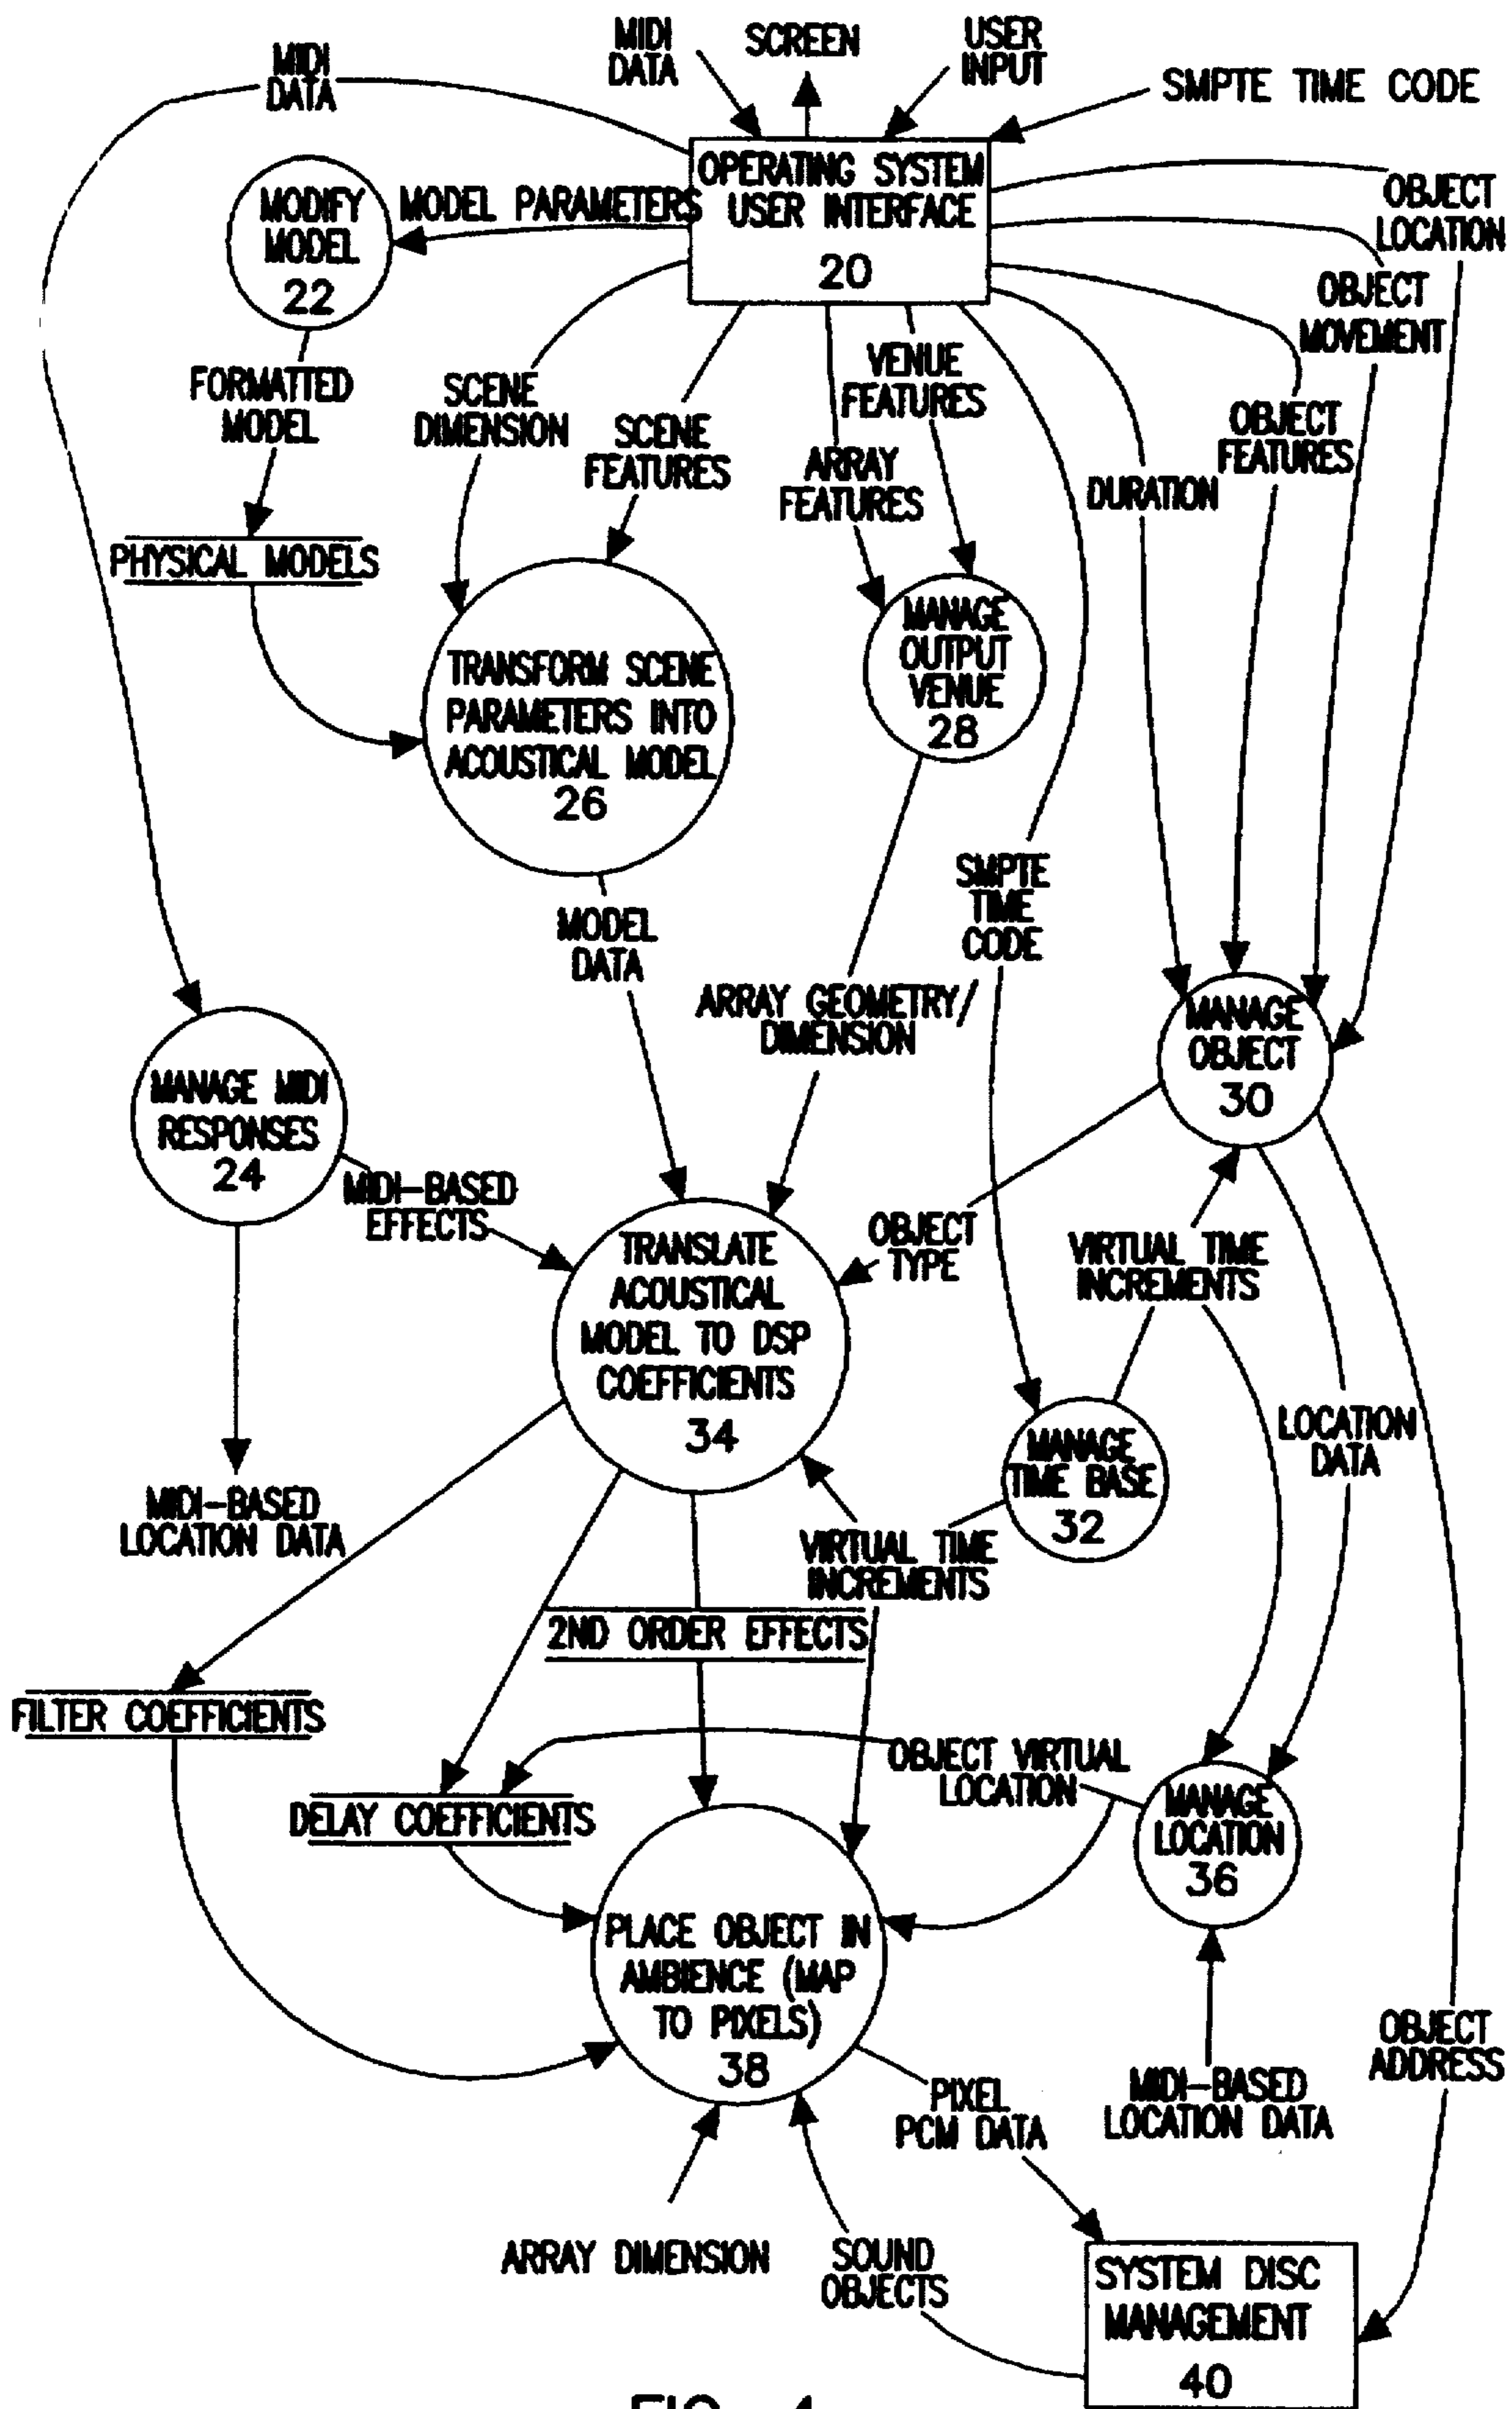 MIDI
DATA
MIDI
DATA
SCREEN
USER
INPUT
SMPTE TIME CODE
OPERATING SYSTEM
USER INTERFACE
20
OBJECT
LOCATION
MODIFY
MODEL
22
MODEL PARAMETERS
OBJECT
MOVEMENT
FORMATTED
MODEL
SCENE
DIMENSION
SCENE
FEATURES
VENUE
FEATURES
ARRAY
FEATURES
DURATION
OBJECT
FEATURES
PHYSICAL MODELS
TRANSFORM SCENE
PARAMETERS INTO
ACOUSTICAL MODEL
26
MANAGE
OUTPUT
VENUE
28
SMPTE
TIME
CODE
MODEL
DATA
ARRAY GEOMETRY/
DIMENSION
MANAGE
OBJECT
30
MANAGE MIDI
RESPONSES
24
MIDI-BASED
EFFECTS
TRANSLATE
ACOUSTICAL
MODEL TO DSP
COEFFICIENTS
34
OBJECT
TYPE
VIRTUAL TIME
INCREMENTS
LOCATION
DATA
MANAGE
TIME BASE
32
MIDI-BASED
LOCATION DATA
VIRTUAL TIME
INCREMENTS
2ND ORDER EFFECTS
FILTER COEFFICIENTS
OBJECT VIRTUAL
LOCATION
DELAY COEFFICIENTS
MANAGE
LOCATION
36
PLACE OBJECT IN
AMBIENCE (MAP
TO PIXELS)
38
OBJECT
ADDRESS
PIXEL
PCM DATA
MIDI-BASED
LOCATION DATA
ARRAY DIMENSION
SOUND
OBJECTS
SYSTEM DISC
MANAGEMENT
40